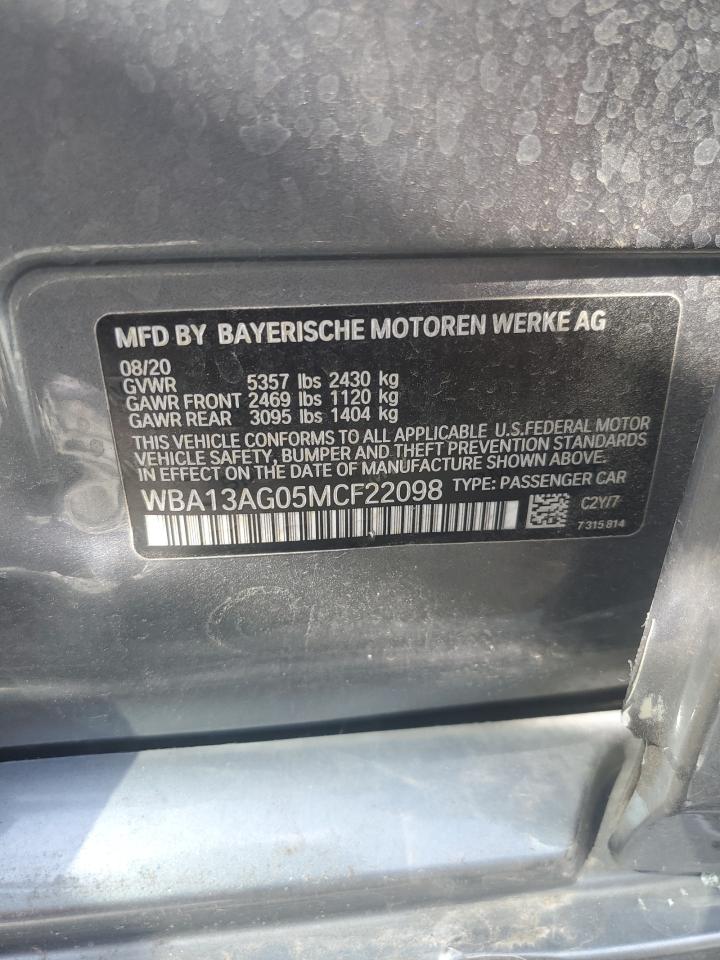 MFD BY BAYERISCHE MOTOREN WERKE AG
08/20
GVWR 5357 lbs 2430 kg
GAWR FRONT 2469 lbs 1120 kg
GAWR REAR 3095 lbs 1404 kg
THIS VEHICLE CONFORMS TO ALL APPLICABLE U.S.FEDERAL MOTOR
VEHICLE SAFETY, BUMPER AND THEFT PREVENTION STANDARDS
IN EFFECT ON THE DATE OF MANUFACTURE SHOWN ABOVE.
WBA13AG05MCF22098 TYPE: PASSENGER CAR
C2Y/7
7 315 814